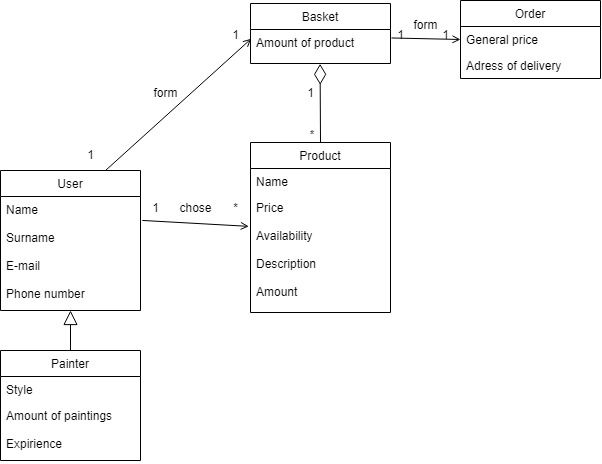 Basket
Amount of product
1
form
1
1
Order
General price
Adress of delivery
form
1
1
*
1
User
Name
Surname
E-mail
Phone number
1
chose
*
Product
Name
Price
Availability
Description
Amount
Painter
Style
Amount of paintings
Expirience